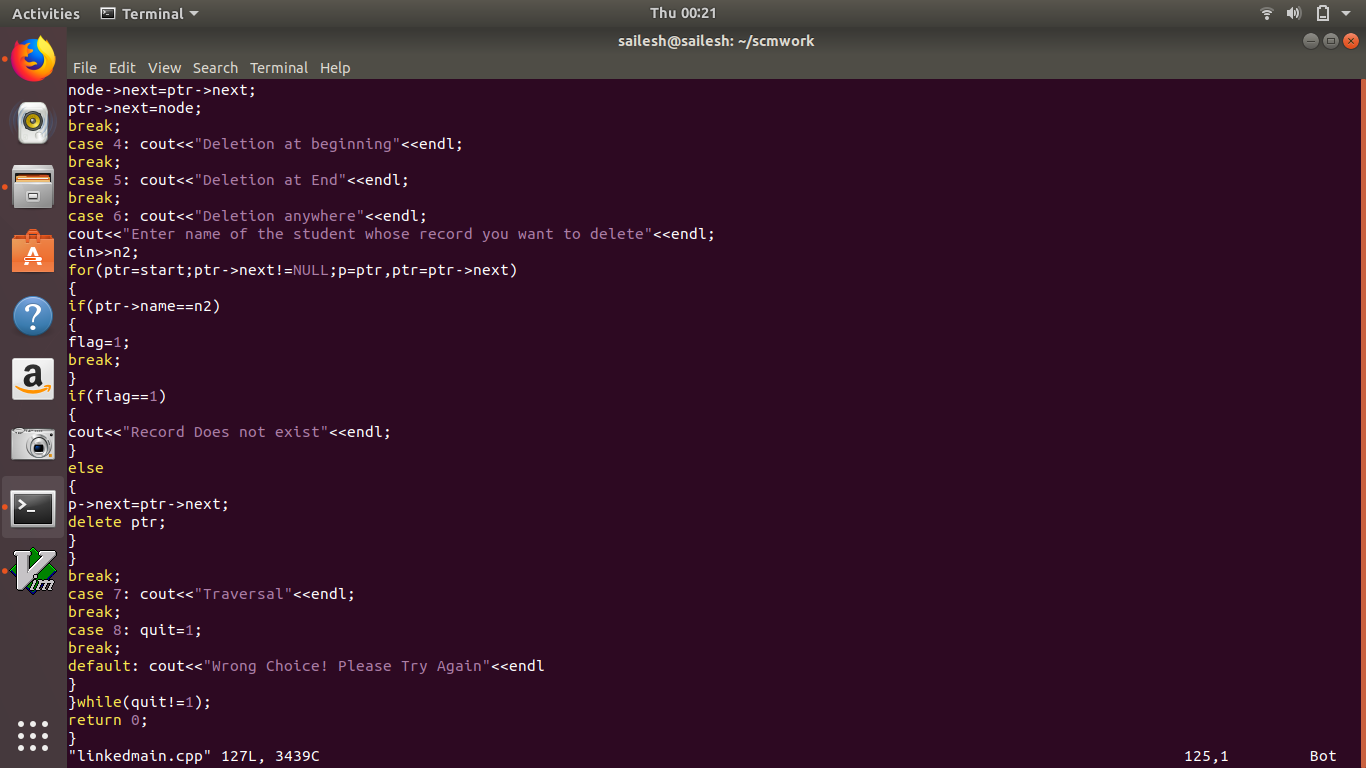 Activities Terminal Thu 00:21
sailesh@sailesh: ~/scmwork
File Edit View Search Terminal Help
node->next=ptr->next;
ptr->next=node;
break;
case 4: cout<<"Deletion at beginning"<<endl;
break;
case 5: cout<<"Deletion at End"<<endl;
break;
case 6: cout<<"Deletion anywhere"<<endl;
cout<<"Enter name of the student whose record you want to delete"<<endl;
cin>>n2;
for(ptr=start;ptr->next!=NULL;p=ptr,ptr=ptr->next)
{
if(ptr->name==n2)
{
flag=1;
break;
}
if(flag==1)
{
cout<<"Record Does not exist"<<endl;
}
else
{
p->next=ptr->next;
delete ptr;
}
}
break;
case 7: cout<<"Traversal"<<endl;
break;
case 8: quit=1;
break;
default: cout<<"Wrong Choice! Please Try Again"<<endl
}
}while(quit!=1);
return 0;
}
"linkedmain.cpp" 127L, 3439C 125,1 Bot
A
?
a
>_
Vim